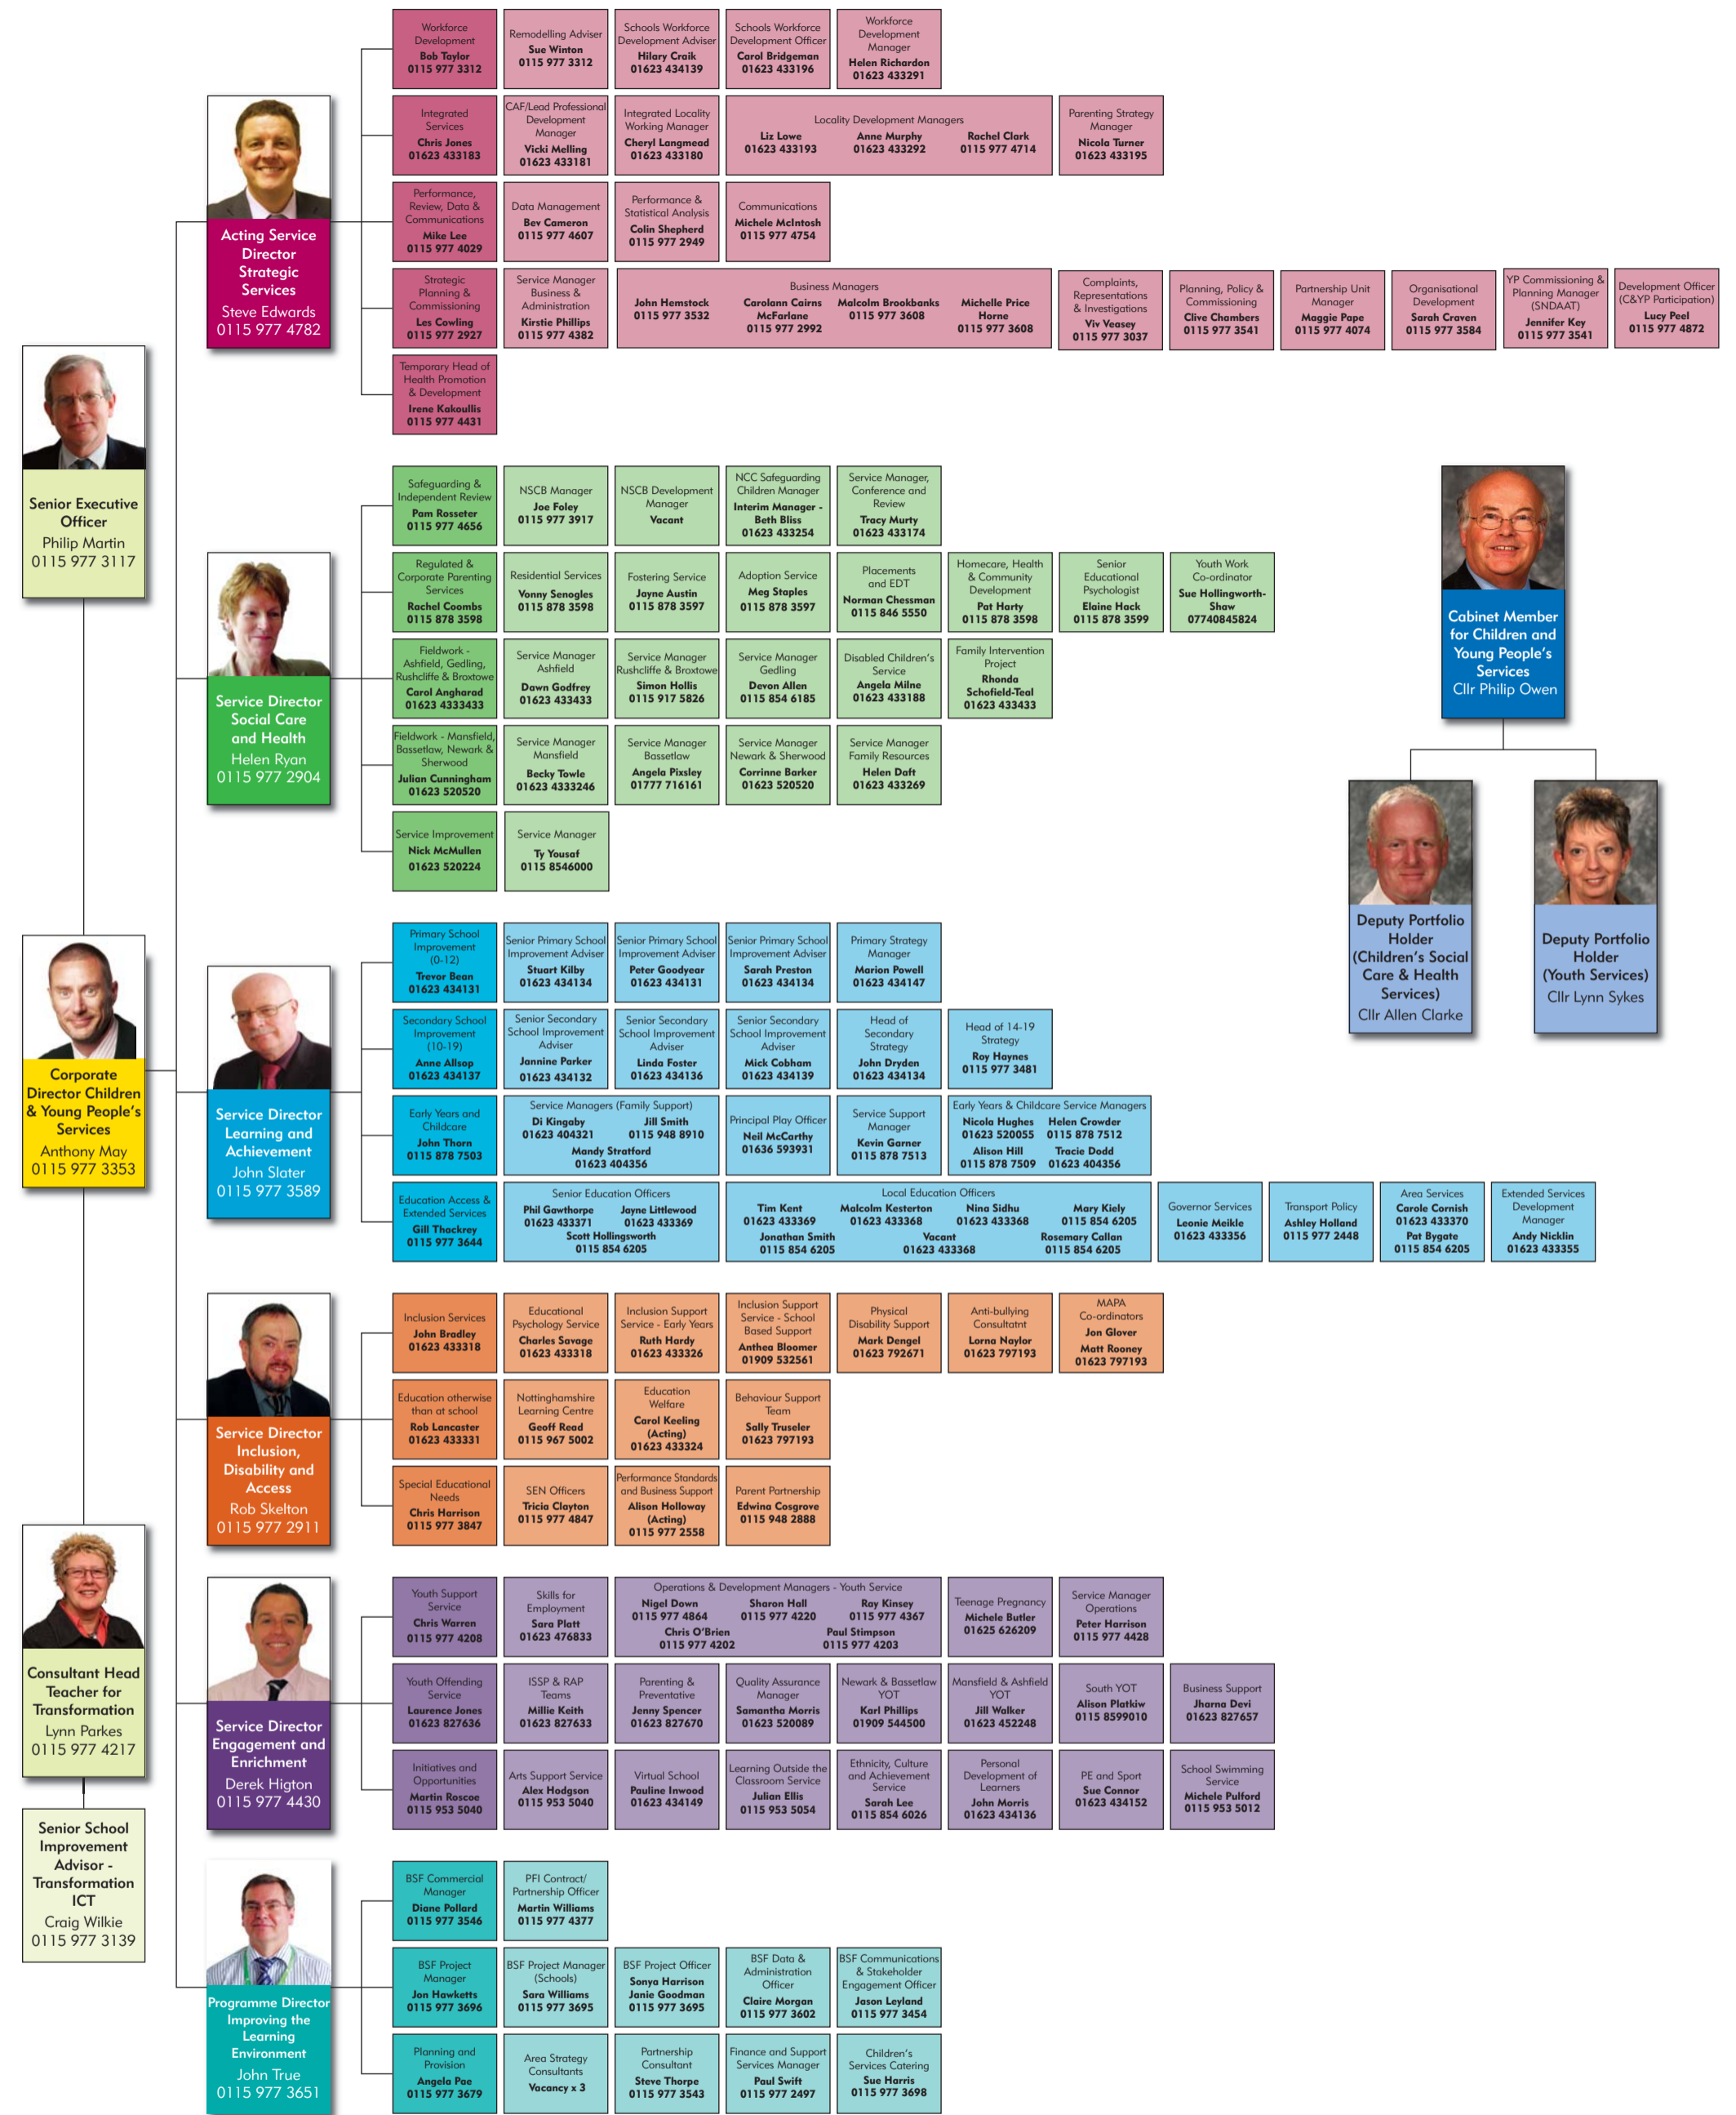 Senior Executive
Officer
Philip Martin
0115 977 3117
Corporate
Director Children
& Young People's
Services
Anthony May
0115 977 3353
Consultant Head
Teacher for
Transformation
Lynn Parkes
0115 977 4217
Senior School
Improvement
Advisor -
Transformation
ICT
Craig Wilkie
0115 977 3139
Acting Service
Director
Strategic
Services
Steve Edwards
0115 977 4782
Workforce
Development
Bob Taylor
0115 977 3312
Remodelling Adviser
Sue Winton
0115 977 3312
Schools Workforce
Development Adviser
Hilary Craik
01623 434139
Schools Workforce
Development Officer
Carol Bridgeman
01623 433196
Workforce
Development
Manager
Helen Richardon
01623 433291
Integrated
Services
Chris Jones
01623 433183
CAF/Lead Professional
Development
Manager
Vicki Melling
01623 433181
Integrated Locality
Working Manager
Cheryl Langmead
01623 433180
Locality Development Managers
Liz Lowe Anne Murphy Rachel Clark
01623 433193 01623 433292 0115 977 4714
Parenting Strategy
Manager
Nicola Turner
01623 433195
Performance,
Review, Data &
Communications
Mike Lee
0115 977 4029
Data Management
Bev Cameron
0115 977 4607
Performance &
Statistical Analysis
Colin Shepherd
0115 977 2949
Communications
Michele McIntosh
0115 977 4754
Strategic
Planning &
Commissioning
Les Cowling
0115 977 2927
Service Manager
Business &
Administration
Kirstie Phillips
0115 977 4382
Business Managers
John Hemstock
0115 977 3532
Carolann Cairns
McFarlane
0115 977 2992
Malcolm Brookbanks
0115 977 3608
Michelle Price
Horne
0115 977 3608
Complaints,
Representations
& Investigations
Viv Veasey
0115 977 3037
Planning, Policy &
Commissioning
Clive Chambers
0115 977 3541
Partnership Unit
Manager
Maggie Pape
0115 977 4074
Organisational
Development
Sarah Craven
0115 977 3584
YP Commissioning &
Planning Manager
(SNDAAT)
Jennifer Key
0115 977 3541
Development Officer
(C&YP Participation)
Lucy Peel
0115 977 4872
Temporary Head of
Health Promotion
& Development
Irene Kakoullis
0115 977 4431
Service Director
Social Care
and Health
Helen Ryan
0115 977 2904
Safeguarding &
Independent Review
Pam Rosseter
0115 977 4656
NSCB Manager
Joe Foley
0115 977 3917
NSCB Development
Manager
Vacant
NCC Safeguarding
Children Manager
Interim Manager -
Beth Bliss
01623 433254
Service Manager,
Conference and
Review
Tracy Murty
01623 433174
Regulated &
Corporate Parenting
Services
Rachel Coombs
0115 878 3598
Residential Services
Vonny Senogles
0115 878 3598
Fostering Service
Jayne Austin
0115 878 3597
Adoption Service
Meg Staples
0115 878 3597
Placements
and EDT
Norman Chessman
0115 846 5550
Homecare, Health
& Community
Development
Pat Harty
0115 878 3598
Senior
Educational
Psychologist
Elaine Hack
0115 878 3599
Youth Work
Co-ordinator
Sue Hollingworth-
Shaw
07740845824
Fieldwork -
Ashfield, Gedling,
Rushcliffe & Broxtowe
Carol Angharad
01623 4333433
Service Manager
Ashfield
Dawn Godfrey
01623 433433
Service Manager
Rushcliffe & Broxtowe
Simon Hollis
0115 917 5826
Service Manager
Gedling
Devon Allen
0115 854 6185
Disabled Children's
Service
Angela Milne
01623 433188
Family Intervention
Project
Rhonda
Schofield-Teal
01623 433433
Fieldwork - Mansfield,
Bassetlaw, Newark &
Sherwood
Julian Cunningham
01623 520520
Service Manager
Mansfield
Becky Towle
01623 4333246
Service Manager
Bassetlaw
Angela Pixsley
01777 716161
Service Manager
Newark & Sherwood
Corrinne Barker
01623 520520
Service Manager
Family Resources
Helen Daft
01623 433269
Service Improvement
Nick McMullen
01623 520224
Service Manager
Ty Yousaf
0115 8546000
Cabinet Member
for Children and
Young People's
Services
Cllr Philip Owen
Deputy Portfolio
Holder
(Children's Social
Care & Health
Services)
Cllr Allen Clarke
Deputy Portfolio
Holder
(Youth Services)
Cllr Lynn Sykes
Service Director
Learning and
Achievement
John Slater
0115 977 3589
Primary School
Improvement
(0-12)
Trevor Bean
01623 434131
Senior Primary School
Improvement Adviser
Stuart Kilby
01623 434134
Senior Primary School
Improvement Adviser
Peter Goodyear
01623 434131
Senior Primary School
Improvement Adviser
Sarah Preston
01623 434134
Primary Strategy
Manager
Marion Powell
01623 434147
Secondary School
Improvement
(10-19)
Anne Allsop
01623 434137
Senior Secondary
School Improvement
Adviser
Jannine Parker
01623 434132
Senior Secondary
School Improvement
Adviser
Linda Foster
01623 434136
Senior Secondary
School Improvement
Adviser
Mick Cobham
01623 434139
Head of
Secondary
Strategy
John Dryden
01623 434134
Head of 14-19
Strategy
Roy Haynes
0115 977 3481
Early Years and
Childcare
John Thorn
0115 878 7503
Service Managers (Family Support)
Di Kingaby Jill Smith
01623 404321 0115 948 8910
Mandy Stratford
01623 404356
Principal Play Officer
Neil McCarthy
01636 593931
Service Support
Manager
Kevin Garner
0115 878 7513
Early Years & Childcare Service Managers
Nicola Hughes Helen Crowder
01623 520055 0115 878 7512
Alison Hill Tracie Dodd
0115 878 7509 01623 404356
Education Access &
Extended Services
Gill Thackrey
0115 977 3644
Senior Education Officers
Phil Gawthorpe Jayne Littlewood
01623 433371 01623 433369
Scott Hollingsworth
0115 854 6205
Local Education Officers
Tim Kent Malcolm Kesterton Nina Sidhu Mary Kiely
01623 433369 01623 433368 01623 433368 0115 854 6205
Jonathan Smith Vacant Rosemary Callan
0115 854 6205 01623 433368 0115 854 6205
Governor Services
Leonie Meikle
01623 433356
Transport Policy
Ashley Holland
0115 977 2448
Area Services
Carole Cornish
01623 433370
Pat Bygate
0115 854 6205
Extended Services
Development
Manager
Andy Nicklin
01623 433355
Service Director
Inclusion,
Disability and
Access
Rob Skelton
0115 977 2911
Inclusion Services
John Bradley
01623 433318
Educational
Psychology Service
Charles Savage
01623 433318
Inclusion Support
Service - Early Years
Ruth Hardy
01623 433326
Inclusion Support
Service - School
Based Support
Anthea Bloomer
01909 532561
Physical
Disability Support
Mark Dengel
01623 792671
Anti-bullying
Consultatnt
Lorna Naylor
01623 797193
MAPA
Co-ordinators
Jon Glover
Matt Rooney
01623 797193
Education otherwise
than at school
Rob Lancaster
01623 433331
Nottinghamshire
Learning Centre
Geoff Read
0115 967 5002
Education
Welfare
Carol Keeling
(Acting)
01623 433324
Behaviour Support
Team
Sally Truseler
01623 797193
Special Educational
Needs
Chris Harrison
0115 977 3847
SEN Officers
Tricia Clayton
0115 977 4847
Performance Standards
and Business Support
Alison Holloway
(Acting)
0115 977 2558
Parent Partnership
Edwina Cosgrove
0115 948 2888
Service Director
Engagement and
Enrichment
Derek Higton
0115 977 4430
Youth Support
Service
Chris Warren
0115 977 4208
Skills for
Employment
Sara Platt
01623 476833
Operations & Development Managers - Youth Service
Nigel Down Sharon Hall Ray Kinsey
0115 977 4864 0115 977 4220 0115 977 4367
Chris O'Brien Paul Stimpson
0115 977 4202 0115 977 4203
Teenage Pregnancy
Michele Butler
01625 626209
Service Manager
Operations
Peter Harrison
0115 977 4428
Youth Offending
Service
Laurence Jones
01623 827636
ISSP & RAP
Teams
Millie Keith
01623 827633
Parenting &
Preventative
Jenny Spencer
01623 827670
Quality Assurance
Manager
Samantha Morris
01623 520089
Newark & Bassetlaw
YOT
Karl Phillips
01909 544500
Mansfield & Ashfield
YOT
Jill Walker
01623 452248
South YOT
Alison Platkiw
0115 8599010
Business Support
Jharna Devi
01623 827657
Initiatives and
Opportunities
Martin Roscoe
0115 953 5040
Arts Support Service
Alex Hodgson
0115 953 5040
Virtual School
Pauline Inwood
01623 434149
Learning Outside the
Classroom Service
Julian Ellis
0115 953 5054
Ethnicity, Culture
and Achievement
Service
Sarah Lee
0115 854 6026
Personal
Development of
Learners
John Morris
01623 434136
PE and Sport
Sue Connor
01623 434152
School Swimming
Service
Michele Pulford
0115 953 5012
Programme Director
Improving the
Learning
Environment
John True
0115 977 3651
BSF Commercial
Manager
Diane Pollard
0115 977 3546
PFI Contract/
Partnership Officer
Martin Williams
0115 977 4377
BSF Project
Manager
Jon Hawketts
0115 977 3696
BSF Project Manager
(Schools)
Sara Williams
0115 977 3695
BSF Project Officer
Sonya Harrison
Janie Goodman
0115 977 3695
BSF Data &
Administration
Officer
Claire Morgan
0115 977 3602
BSF Communications
& Stakeholder
Engagement Officer
Jason Leyland
0115 977 3454
Planning and
Provision
Angela Pae
0115 977 3679
Area Strategy
Consultants
Vacancy x 3
Partnership
Consultant
Steve Thorpe
0115 977 3543
Finance and Support
Services Manager
Paul Swift
0115 977 2497
Children's
Services Catering
Sue Harris
0115 977 3698